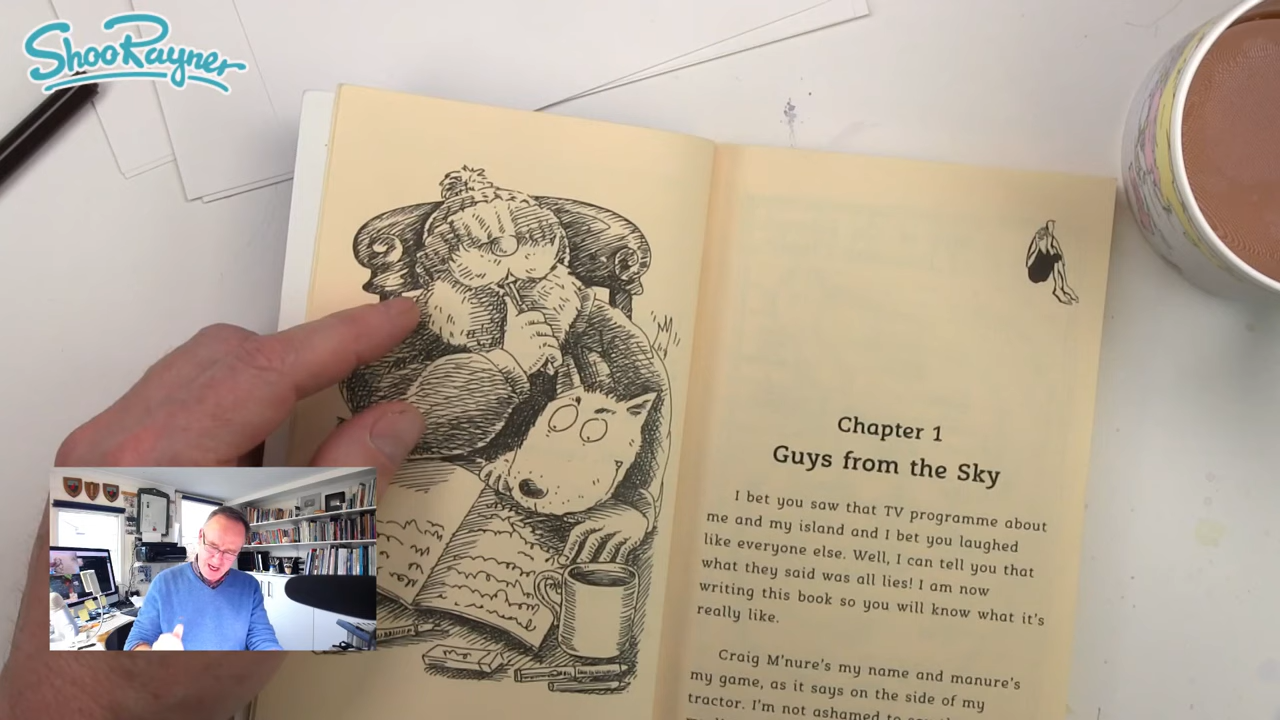 ShooRayner
Chapter 1
Guys from the Sky
I bet you saw that TV programme about
me and my island and I bet you laughed
like everyone else. Well, I can tell you that
what they said was all lies! I am now
writing this book so you will know what it's
really like.
Craig M'nure's my name and manure's
my game, as it says on the side of my
tractor. I'm not ashamed to